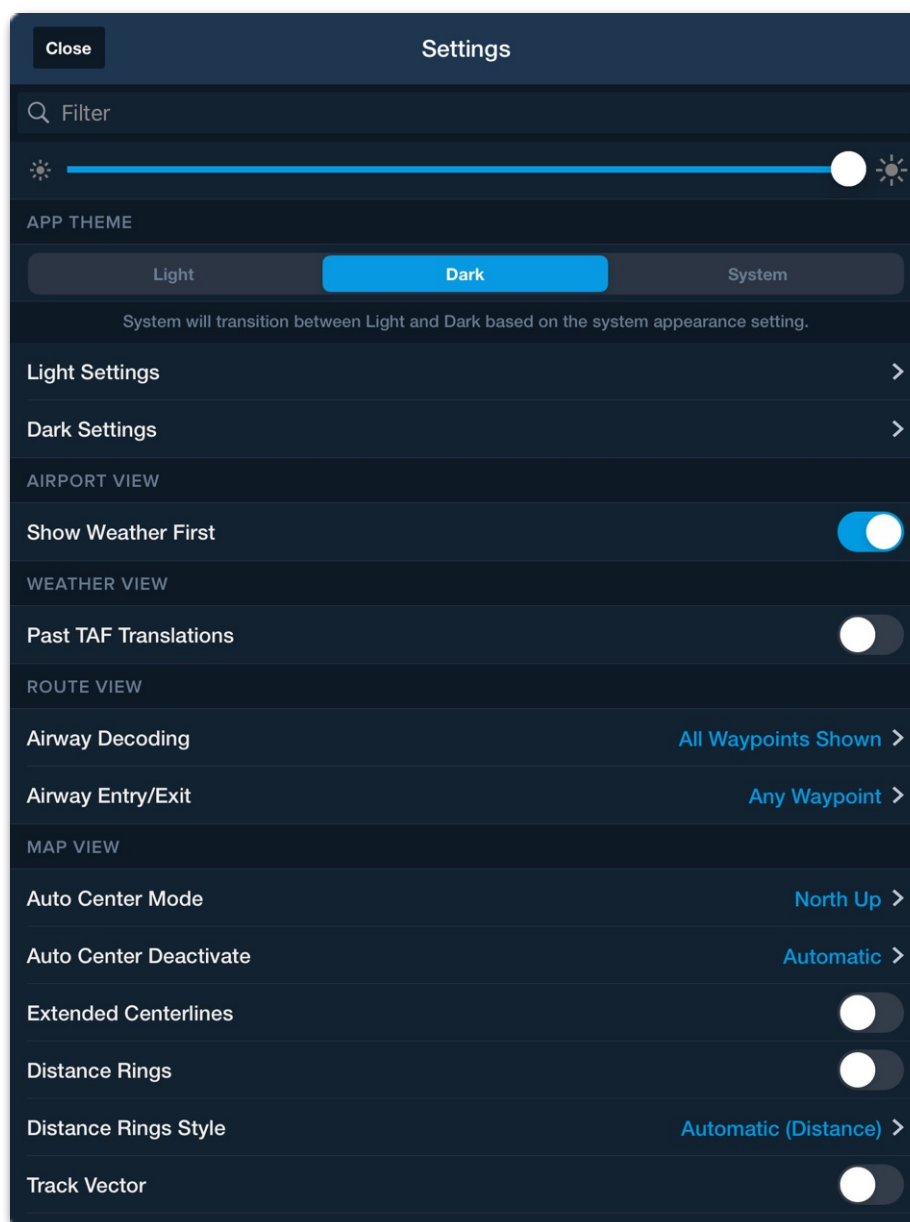 Close
Settings
Filter
APP THEME
Light Dark System
System will transition between Light and Dark based on the system appearance setting.
Light Settings
Dark Settings
AIRPORT VIEW
Show Weather First
WEATHER VIEW
Past TAF Translations
ROUTE VIEW
Airway Decoding All Waypoints Shown
Airway Entry/Exit Any Waypoint
MAP VIEW
Auto Center Mode North Up
Auto Center Deactivate Automatic
Extended Centerlines
Distance Rings
Distance Rings Style Automatic (Distance)
Track Vector